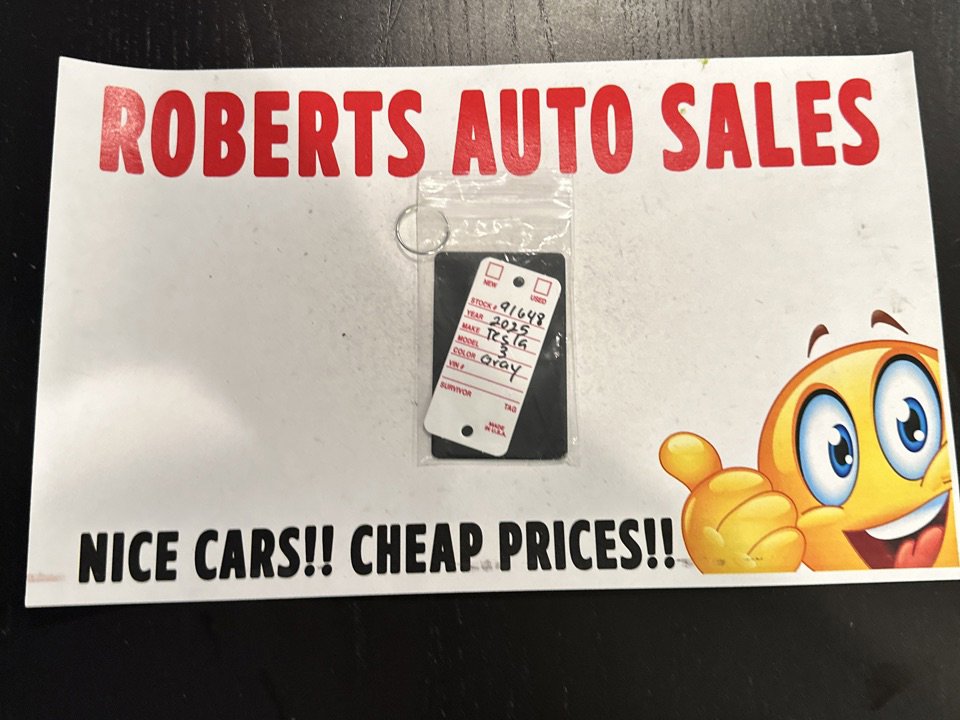 ROBERTS AUTO SALES
NEW
USED
STOCK # 91648
YEAR 2025
MAKE Tesla
MODEL 3
COLOR Gray
VIN #
SURVIVOR TAG
MADE
IN U.S.A.
NICE CARS!! CHEAP PRICES!!